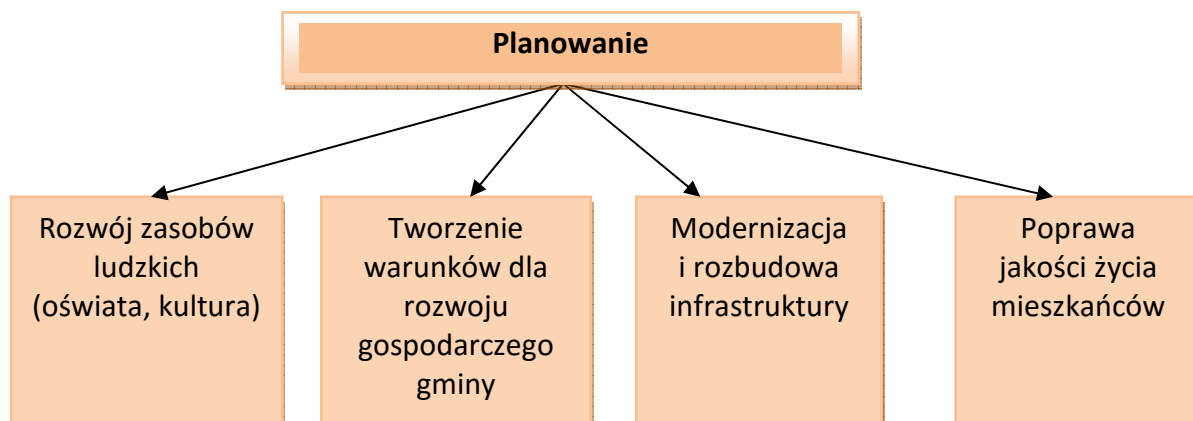 Planowanie
Rozwój zasobów
ludzkich
(oświata, kultura)
Tworzenie
warunków dla
rozwoju
gospodarczego
gminy
Modernizacja
i rozbudowa
infrastruktury
Poprawa
jakości życia
mieszkańców